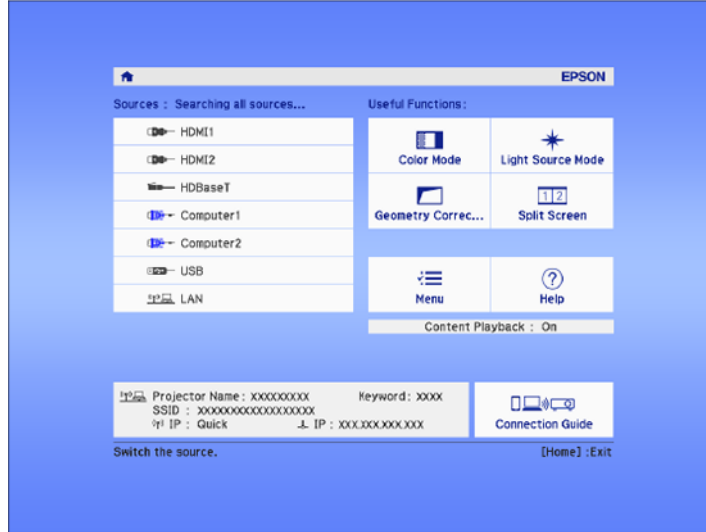 EPSON
Sources : Searching all sources...
HDMI1
HDMI2
HDBaseT
Computer1
Computer2
USB
LAN
Useful Functions:
Color Mode
Light Source Mode
Geometry Correc...
1 2
Split Screen
Menu
? 
Help
Content Playback : On
Projector Name : XXXXXXXXX Keyword : XXXX
SSID : XXXXXXXXXXXXXXXXXX
IP : Quick IP : XXX.XXX.XXX.XXX
Connection Guide
Switch the source.
[Home] :Exit